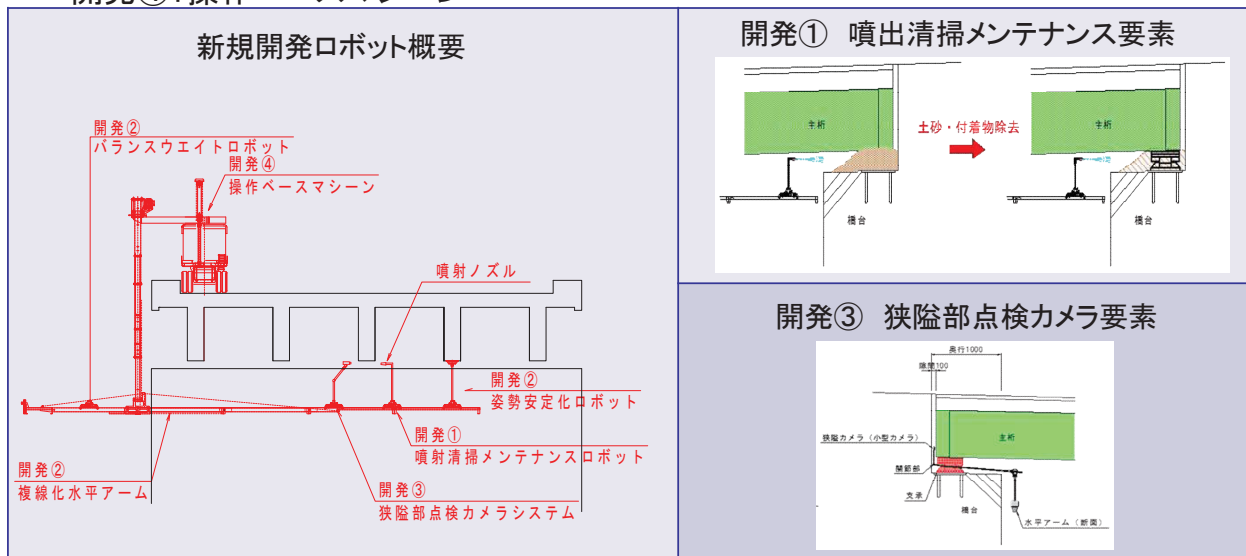 新規開発ロボット概要
開発②
バランスウエイトロボット
開発④
操作ベースマシーン
噴射ノズル
開発②
姿勢安定化ロボット
開発①
噴射清掃メンテナンスロボット
開発②
複線化水平アーム
開発③
狭隘部点検カメラシステム
開発① 噴出清掃メンテナンス要素
主桁
土砂・付着物除去
主桁
橋台
橋台
開発③ 狭隘部点検カメラ要素
奥行1000
隙間100
狭隘カメラ（小型カメラ）
主桁
関節部
支承
橋台
水平アーム（断面）